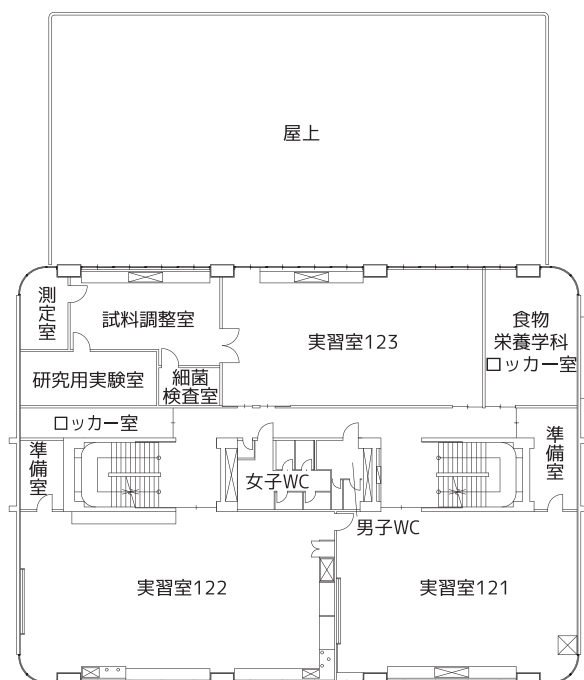 屋上
測定室
試料調整室
実習室123
食物
栄養学科
ロッカー室
研究用実験室
細菌
検査室
ロッカー室
準備室
女子WC
準備室
男子WC
実習室122
実習室121